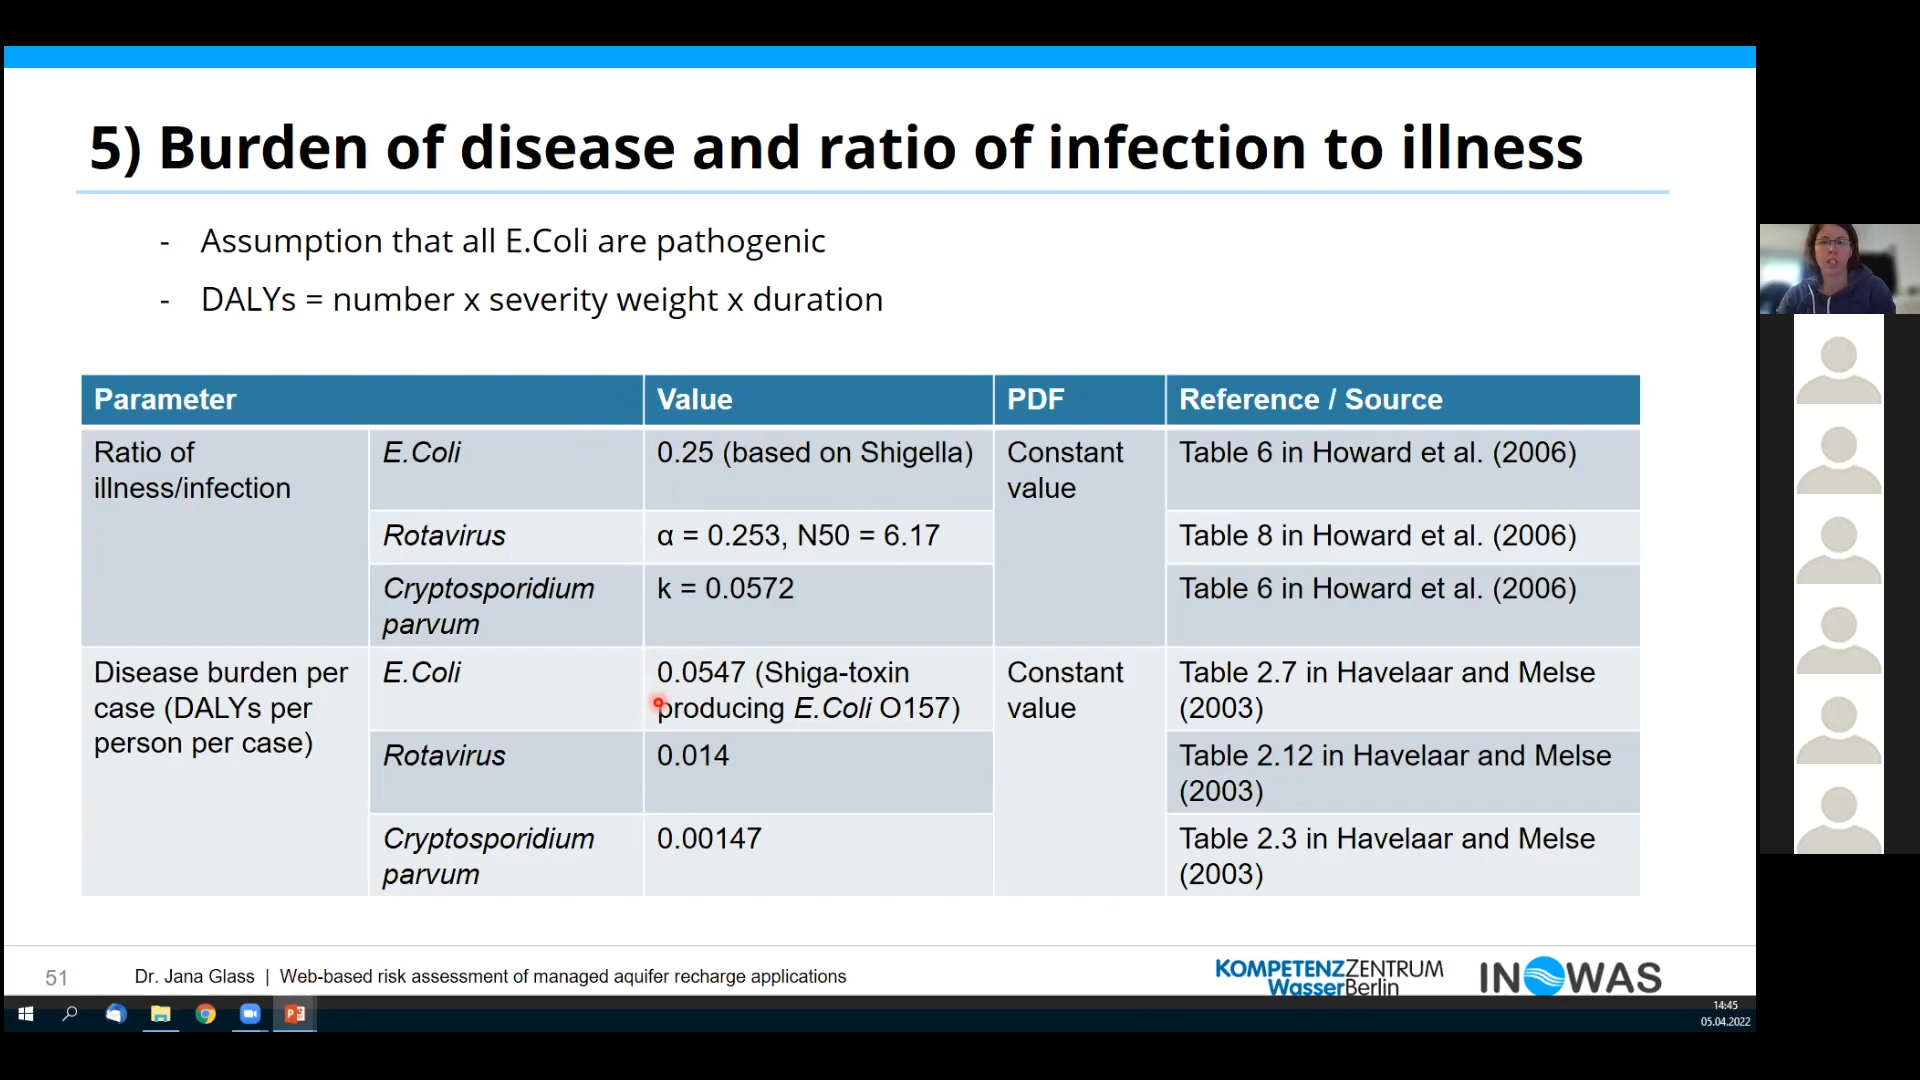 5) Burden of disease and ratio of infection to illness
- Assumption that all E.Coli are pathogenic
- DALYs = number x severity weight x duration
Parameter Value PDF Reference / Source
Ratio of illness/infection
E.Coli
0.25 (based on Shigella)
Constant value
Table 6 in Howard et al. (2006)
Rotavirus
α = 0.253, N50 = 6.17
Table 8 in Howard et al. (2006)
Cryptosporidium parvum
k = 0.0572
Table 6 in Howard et al. (2006)
Disease burden per case (DALYs per person per case)
E.Coli
0.0547 (Shiga-toxin producing E.Coli O157)
Constant value
Table 2.7 in Havelaar and Melse (2003)
Rotavirus
0.014
Table 2.12 in Havelaar and Melse (2003)
Cryptosporidium parvum
0.00147
Table 2.3 in Havelaar and Melse (2003)
51
Dr. Jana Glass | Web-based risk assessment of managed aquifer recharge applications
KOMPETENZZENTRUM
WasserBerlin
INOWAS
14:45
05.04.2022